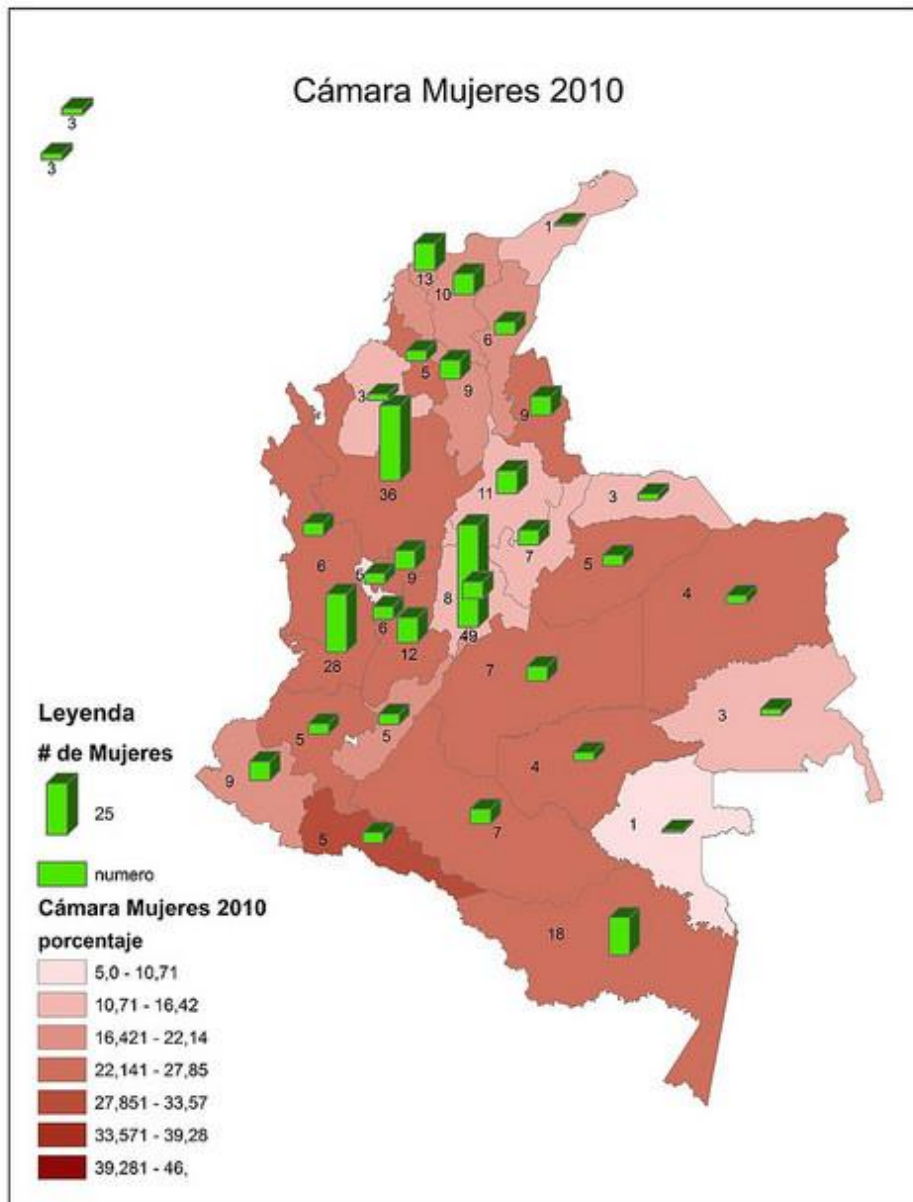 Cámara Mujeres 2010
3
3
1
13
10
6
5
9
3
9
36
11
3
7
5
6
6
9
8
4
6
49
28
12
7
3
5
5
4
9
1
7
5
18
Leyenda
# de Mujeres
25
numero
Cámara Mujeres 2010
porcentaje
5,0 - 10,71
10,71 - 16,42
16,421 - 22,14
22,141 - 27,85
27,851 - 33,57
33,571 - 39,28
39,281 - 46,